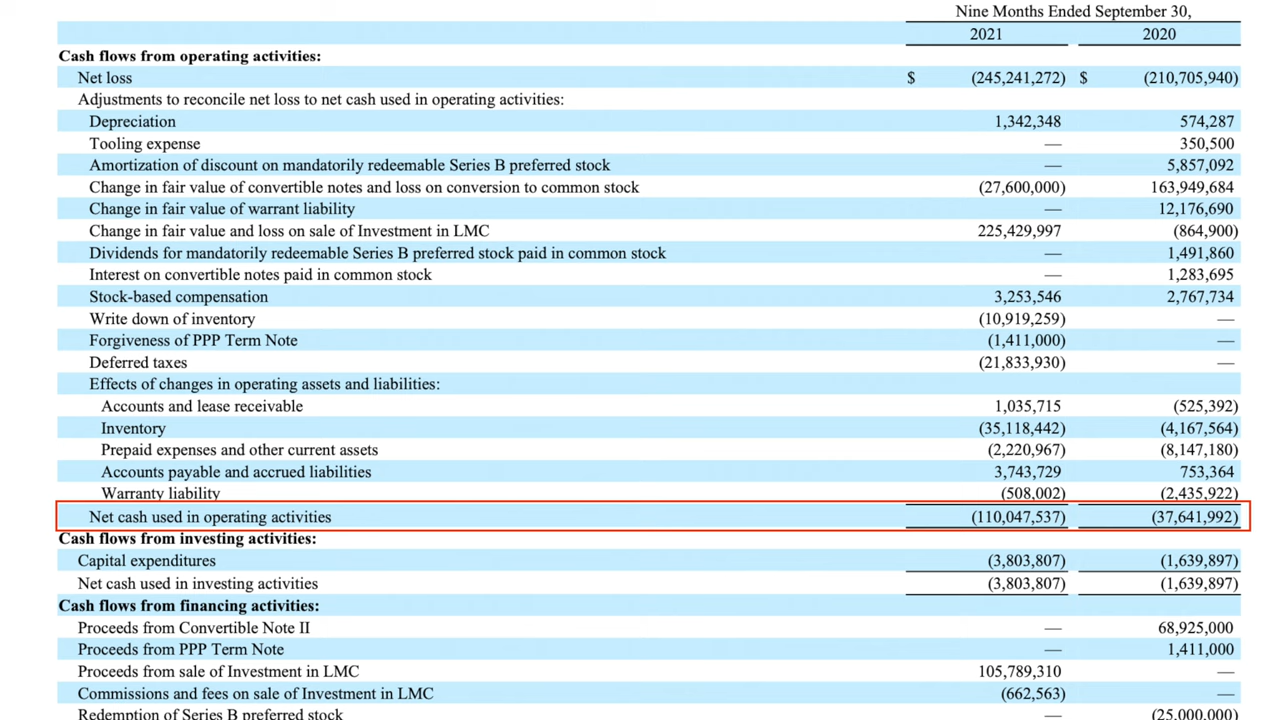 Nine Months Ended September 30,
2021 2020
Cash flows from operating activities:
Net loss $ (245,241,272) $ (210,705,940)
Adjustments to reconcile net loss to net cash used in operating activities:
Depreciation 1,342,348 574,287
Tooling expense — 350,500
Amortization of discount on mandatorily redeemable Series B preferred stock — 5,857,092
Change in fair value of convertible notes and loss on conversion to common stock (27,600,000) 163,949,684
Change in fair value of warrant liability — 12,176,690
Change in fair value and loss on sale of Investment in LMC 225,429,997 (864,900)
Dividends for mandatorily redeemable Series B preferred stock paid in common stock — 1,491,860
Interest on convertible notes paid in common stock — 1,283,695
Stock-based compensation 3,253,546 2,767,734
Write down of inventory (10,919,259) —
Forgiveness of PPP Term Note (1,411,000) —
Deferred taxes (21,833,930) —
Effects of changes in operating assets and liabilities:
Accounts and lease receivable 1,035,715 (525,392)
Inventory (35,118,442) (4,167,564)
Prepaid expenses and other current assets (2,220,967) (8,147,180)
Accounts payable and accrued liabilities 3,743,729 753,364
Warranty liability (508,002) (2,435,922)
Net cash used in operating activities (110,047,537) (37,641,992)
Cash flows from investing activities:
Capital expenditures (3,803,807) (1,639,897)
Net cash used in investing activities (3,803,807) (1,639,897)
Cash flows from financing activities:
Proceeds from Convertible Note II — 68,925,000
Proceeds from PPP Term Note — 1,411,000
Proceeds from sale of Investment in LMC 105,789,310 —
Commissions and fees on sale of Investment in LMC (662,563) —
Redemption of Series B preferred stock — (25,000,000)